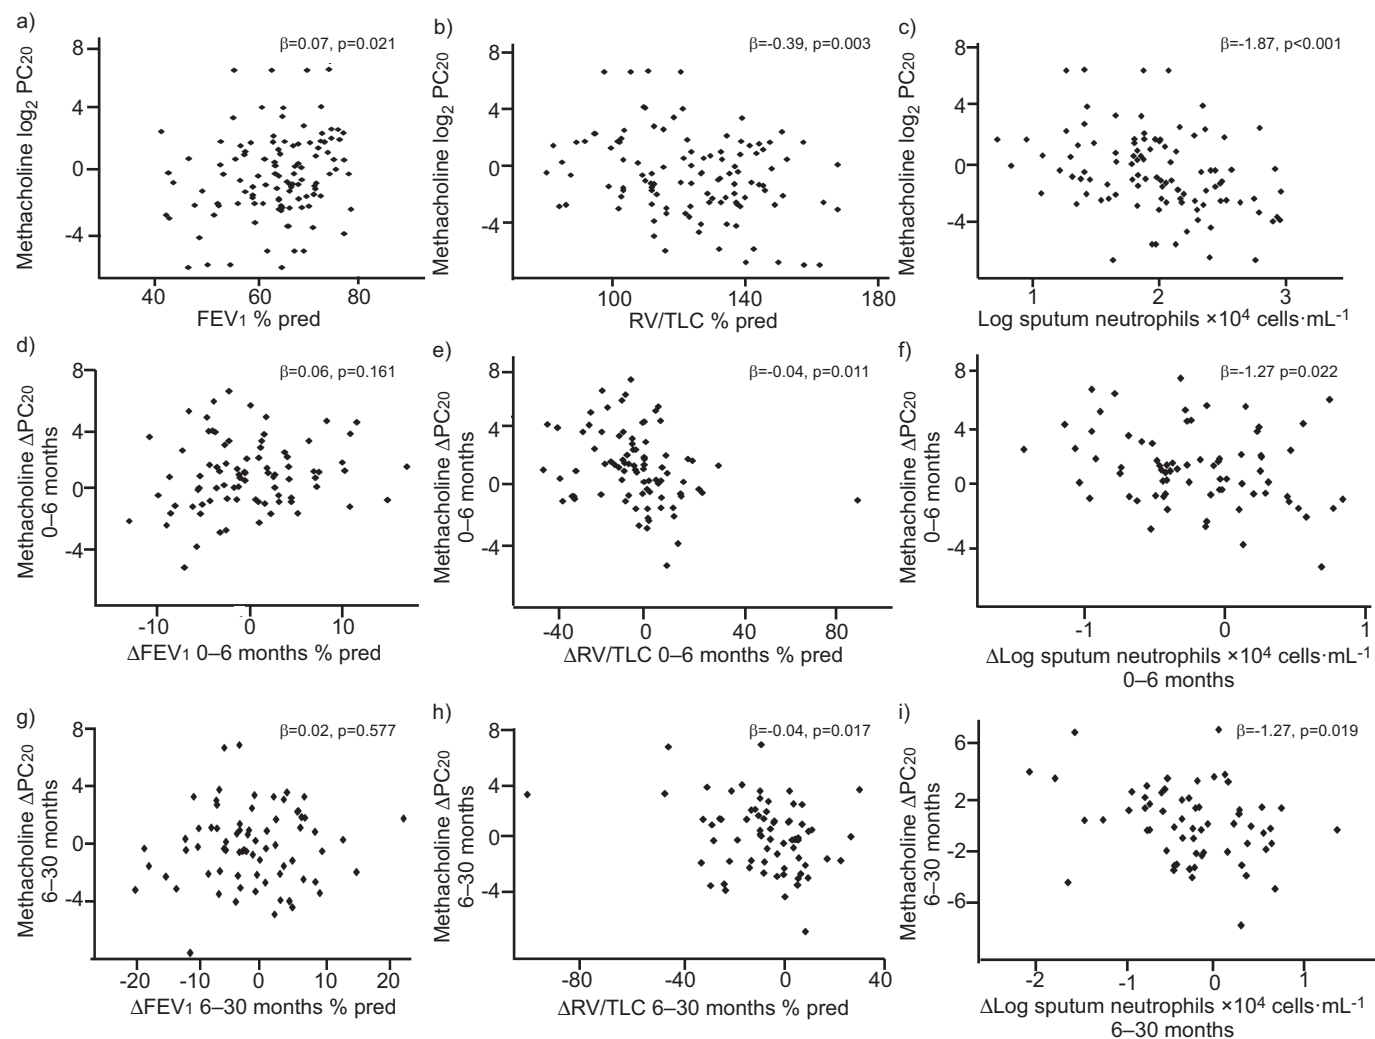 a)
β=0.07, p=0.021
Methacholine log2 PC20
8
4
0
-4
40 60 80
FEV1 % pred
b)
β=-0.39, p=0.003
Methacholine log2 PC20
8
4
0
-4
100 140 180
RV/TLC % pred
c)
β=-1.87, p<0.001
Methacholine log2 PC20
8
4
0
-4
1 2 3
Log sputum neutrophils ×10⁴ cells·mL⁻¹
d)
β=0.06, p=0.161
Methacholine ΔPC20
0–6 months
8
4
0
-4
-10 0 10
ΔFEV1 0–6 months % pred
e)
β=-0.04, p=0.011
Methacholine ΔPC20
0–6 months
8
4
0
-4
-40 0 40 80
ΔRV/TLC 0–6 months % pred
f)
β=-1.27 p=0.022
Methacholine ΔPC20
0–6 months
8
4
0
-4
-1 0 1
ΔLog sputum neutrophils ×10⁴ cells·mL⁻¹
0–6 months
g)
β=0.02, p=0.577
Methacholine ΔPC20
6–30 months
8
4
0
-4
-20 -10 0 10 20
ΔFEV1 6–30 months % pred
h)
β=-0.04, p=0.017
Methacholine ΔPC20
6–30 months
8
4
0
-4
-80 -40 0 40
ΔRV/TLC 6–30 months % pred
i)
β=-1.27, p=0.019
Methacholine ΔPC20
6–30 months
6
2
-2
-6
-2 -1 0 1
ΔLog sputum neutrophils ×10⁴ cells·mL⁻¹
6–30 months